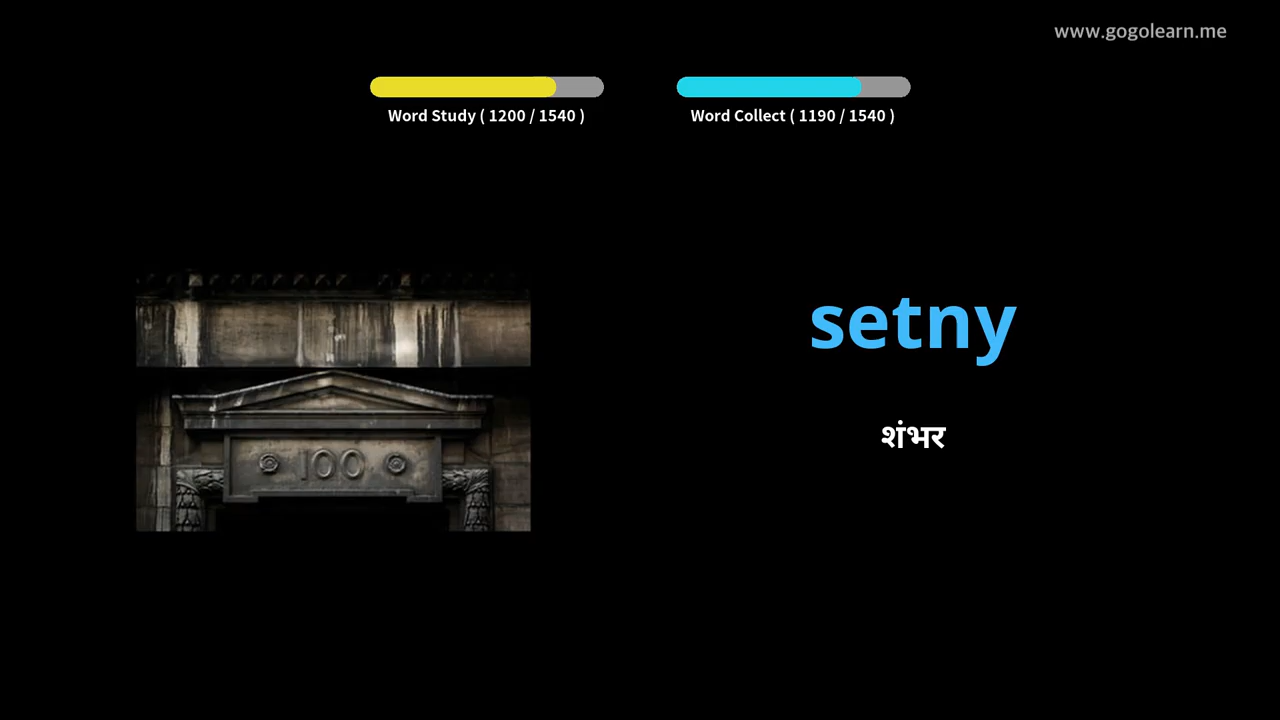 www.gogolearn.me
Word Study ( 1200 / 1540 )
Word Collect ( 1190 / 1540 )
setny
शंभर
100